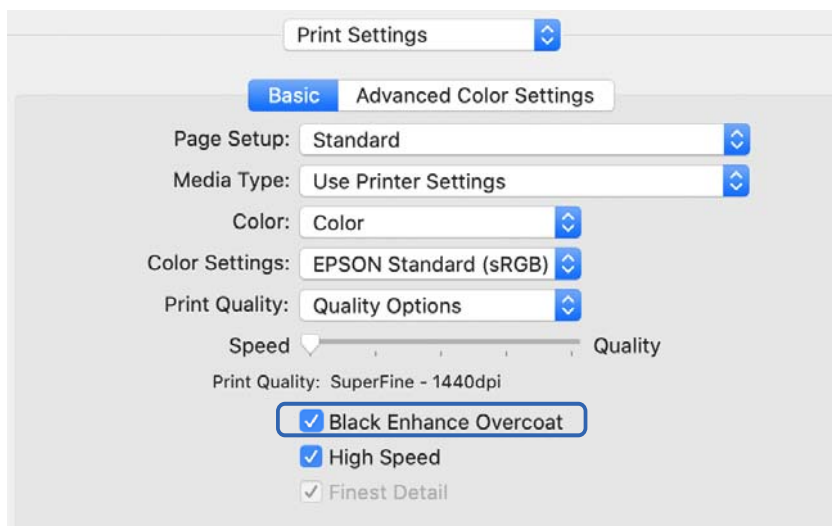 Print Settings
Basic Advanced Color Settings
Page Setup: Standard
Media Type: Use Printer Settings
Color: Color
Color Settings: EPSON Standard (sRGB)
Print Quality: Quality Options
Speed Quality
Print Quality: SuperFine - 1440dpi
Black Enhance Overcoat
High Speed
Finest Detail